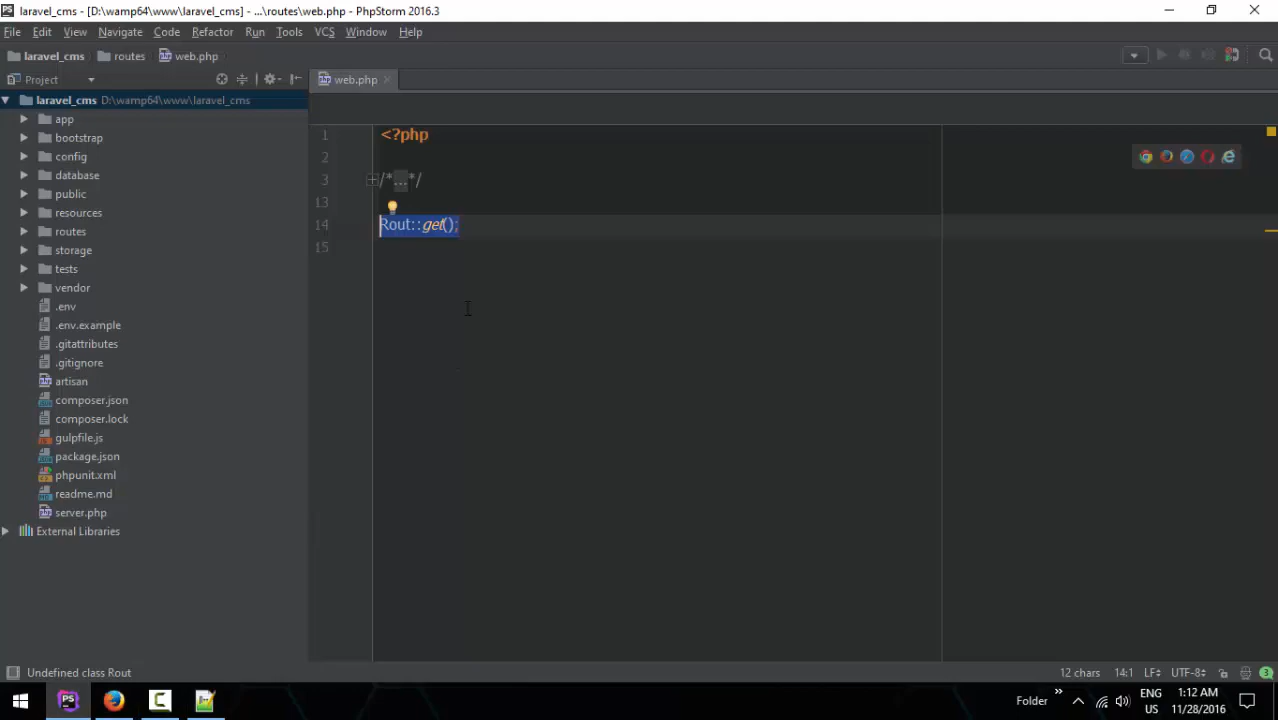 laravel_cms - [D:\wamp64\www\laravel_cms] - ...\routes\web.php - PhpStorm 2016.3
File Edit View Navigate Code Refactor Run Tools VCS Window Help
laravel_cms routes web.php
Project
web.php
laravel_cms D:\wamp64\www\laravel_cms
app
bootstrap
config
database
public
resources
routes
storage
tests
vendor
.env
.env.example
.gitattributes
.gitignore
artisan
composer.json
composer.lock
gulpfile.js
package.json
phpunit.xml
readme.md
server.php
External Libraries
1 <?php
2
3 /*...*/
13
14 Rout::get();
15
Undefined class Rout
12 chars 14:1 LF UTF-8
3
Folder
ENG
US
1:12 AM
11/28/2016